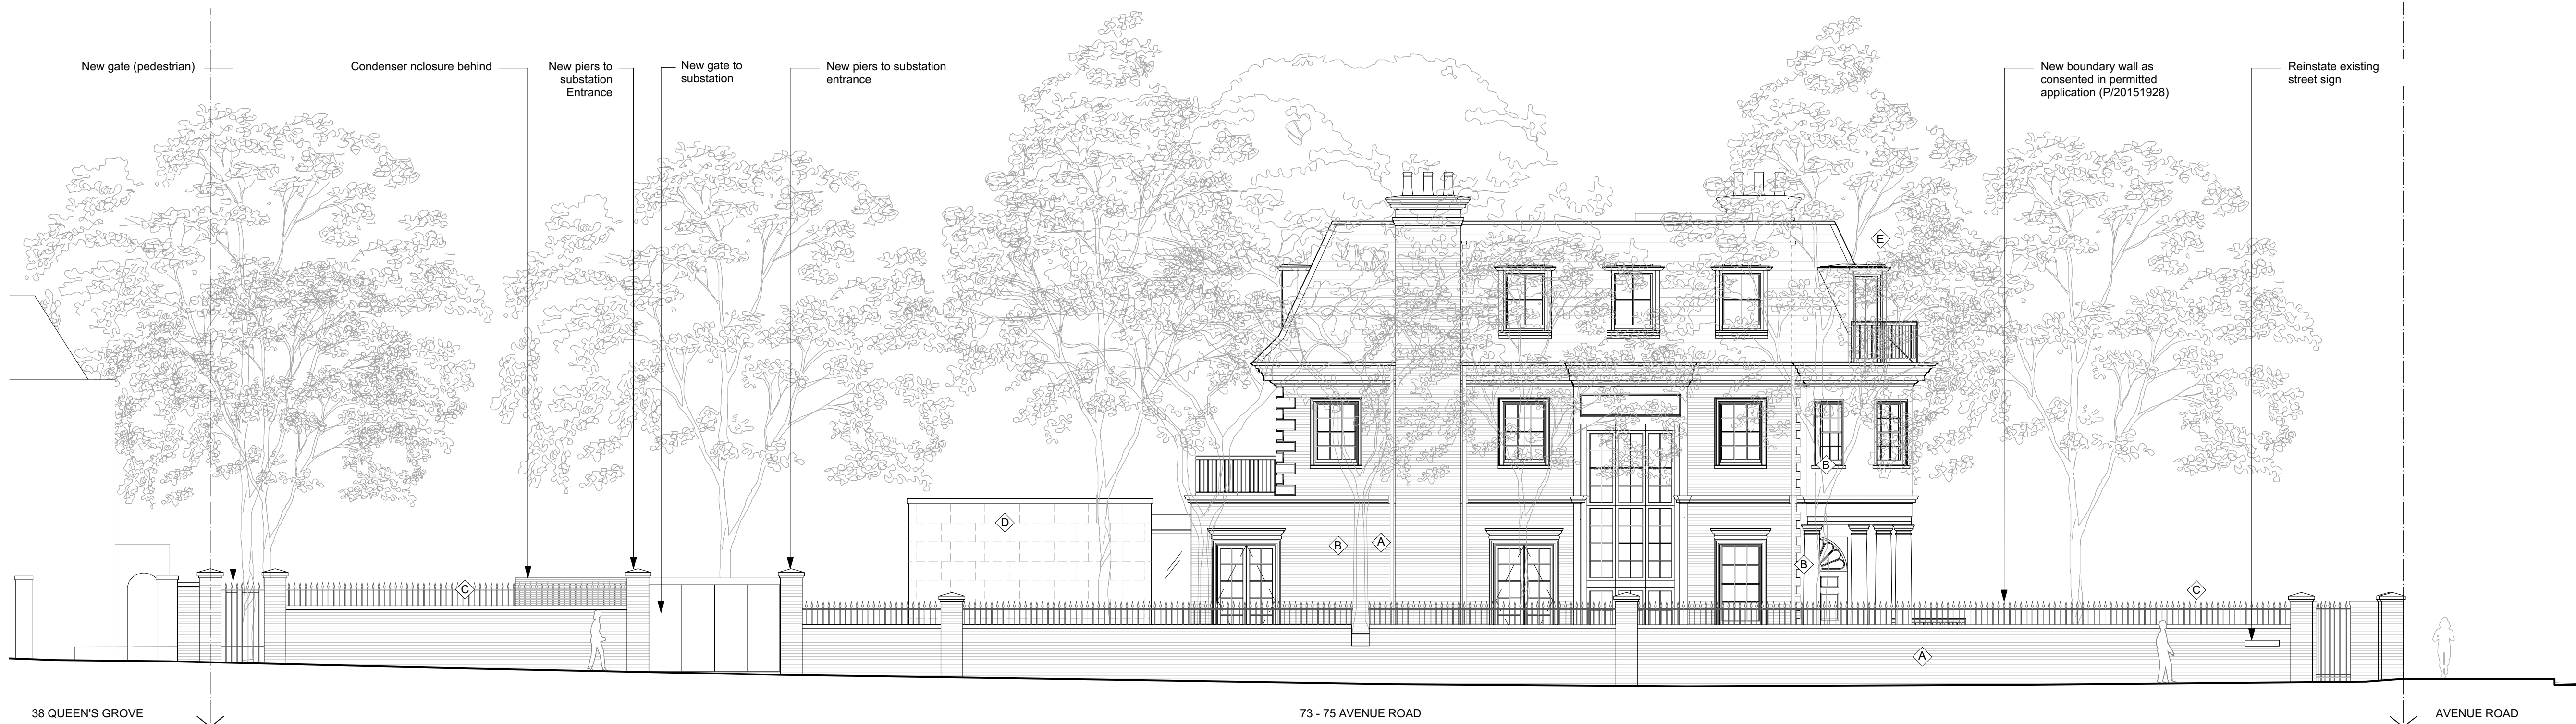 New gate (pedestrian)
Condenser nclosure behind
New piers to
substation
Entrance
New gate to
substation
New piers to substation
entrance
New boundary wall as
consented in permitted
application (P/20151928)
Reinstate existing
street sign
E
B
D
B
A
B
C
C
A
38 QUEEN'S GROVE
73 - 75 AVENUE ROAD
AVENUE ROAD